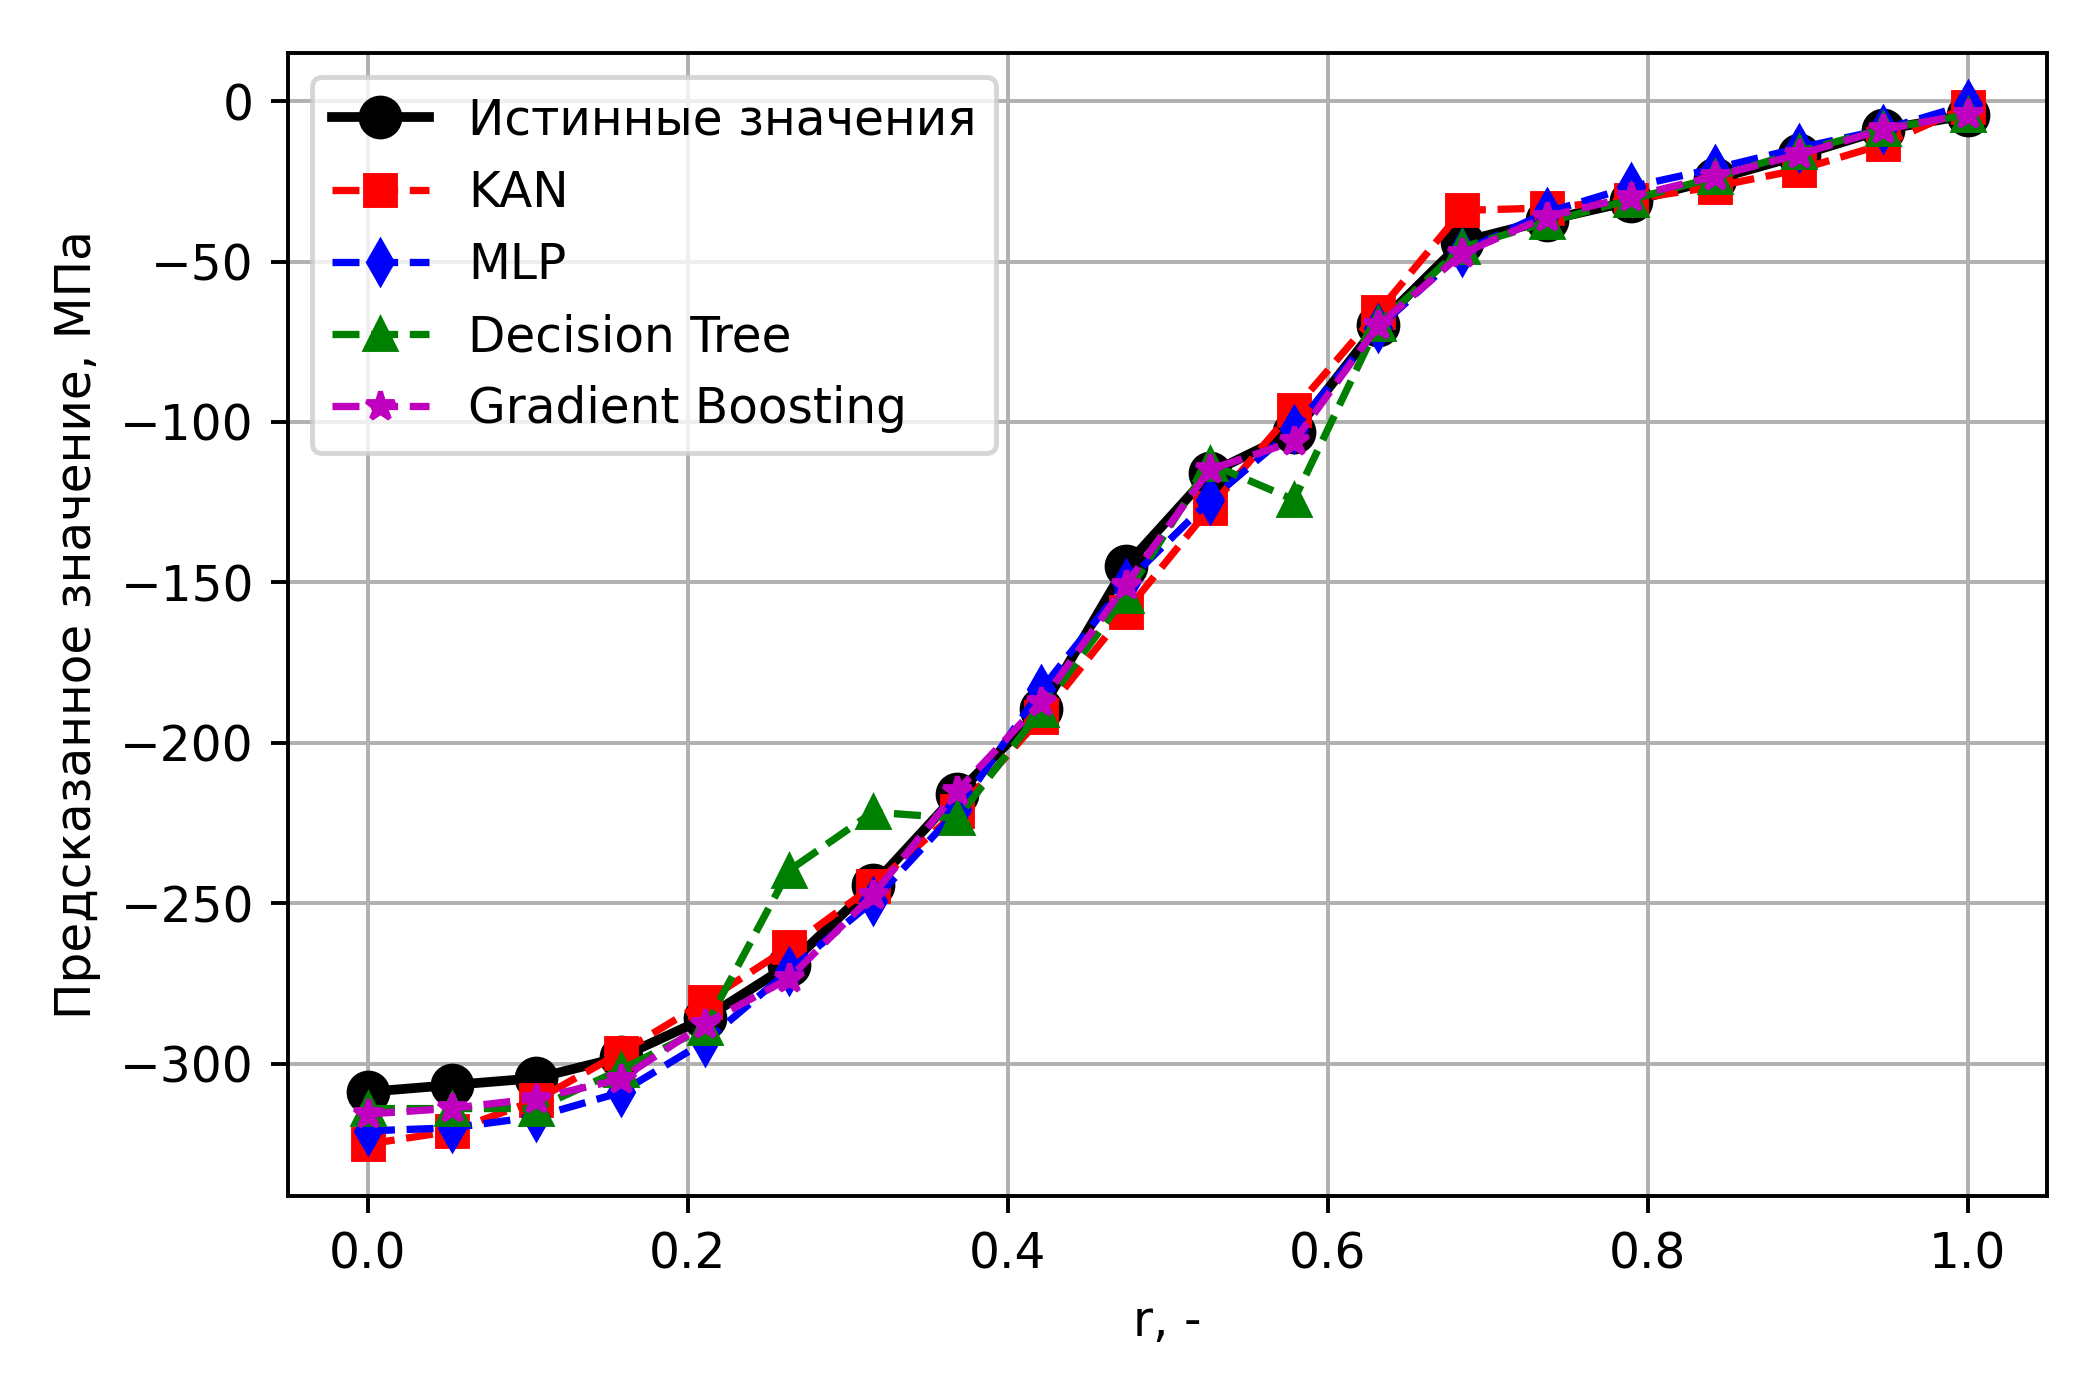 Истинные значения
KAN
MLP
Decision Tree
Gradient Boosting
Предсказанное значение, МПа
0
−50
−100
−150
−200
−250
−300
0.0 0.2 0.4 0.6 0.8 1.0
r, -